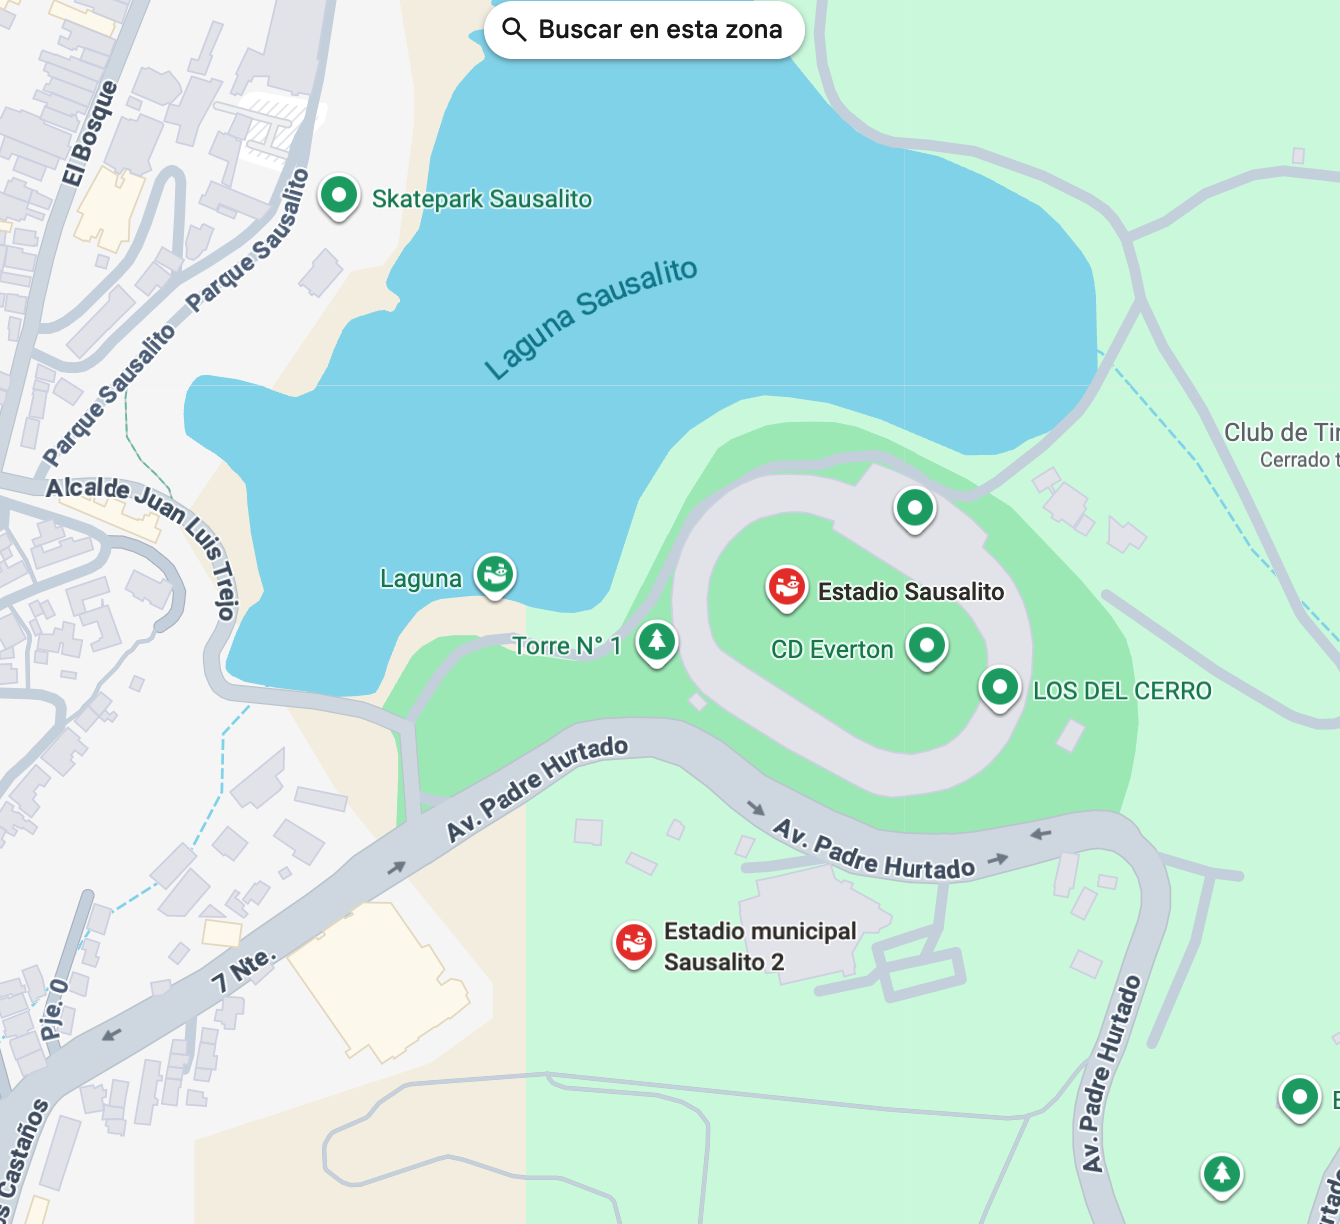 Buscar en esta zona
El Bosque
Skatepark Sausalito
Parque Sausalito
Laguna Sausalito
Parque Sausalito
Club de Tir
Cerrado t
Alcalde Juan Luis Trejo
Laguna
Estadio Sausalito
Torre N° 1
CD Everton
LOS DEL CERRO
Av. Padre Hurtado
Av. Padre Hurtado
Estadio municipal
Sausalito 2
7 Nte.
Pje. 0
Av. Padre Hurtado
E
s Castaños
rtado